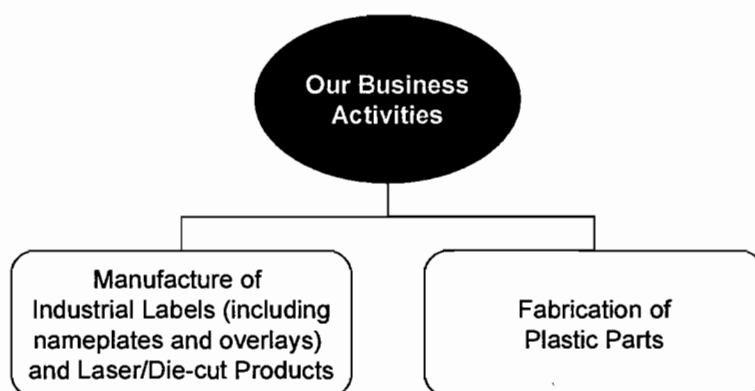 Our Business
Activities
Manufacture of
Industrial Labels (including
nameplates and overlays)
and Laser/Die-cut Products
Fabrication of
Plastic Parts